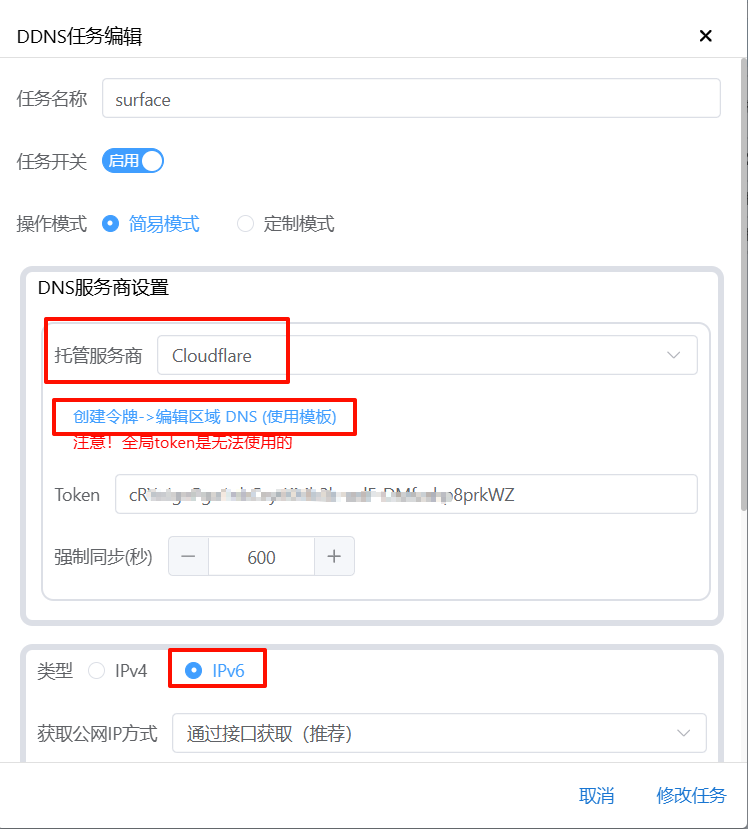 DDNS任务编辑
任务名称 surface
任务开关 启用
操作模式 简易模式 定制模式
DNS服务商设置
托管服务商 Cloudflare
创建令牌->编辑区域 DNS (使用模板)
注意！全局token是无法使用的
Token
强制同步(秒) 600
类型 IPv4 IPv6
获取公网IP方式 通过接口获取（推荐）
取消 修改任务